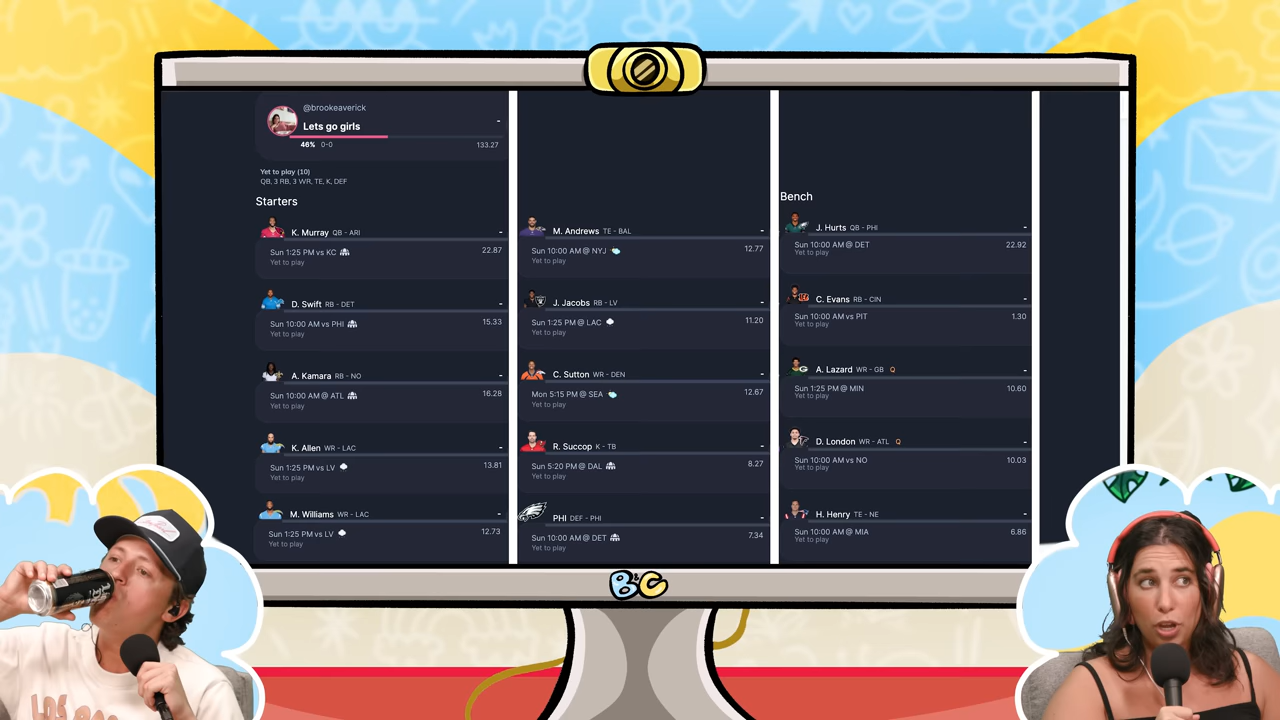 @brookeaverick
Lets go girls
-
46% 0-0 133.27
Yet to play (10)
QB, 3 RB, 3 WR, TE, K, DEF
Starters
K. Murray QB - ARI -
Sun 1:25 PM vs KC 22.87
Yet to play
D. Swift RB - DET -
Sun 10:00 AM vs PHI 15.33
Yet to play
A. Kamara RB - NO -
Sun 10:00 AM @ ATL 16.28
Yet to play
K. Allen WR - LAC -
Sun 1:25 PM vs LV 13.81
Yet to play
M. Williams WR - LAC -
Sun 1:25 PM vs LV 12.73
Yet to play
M. Andrews TE - BAL -
Sun 10:00 AM @ NYJ 12.77
Yet to play
J. Jacobs RB - LV -
Sun 1:25 PM @ LAC 11.20
Yet to play
C. Sutton WR - DEN -
Mon 5:15 PM @ SEA 12.67
Yet to play
R. Succop K - TB -
Sun 5:20 PM @ DAL 8.27
Yet to play
PHI DEF - PHI -
Sun 10:00 AM @ DET 7.34
Yet to play
Bench
J. Hurts QB - PHI -
Sun 10:00 AM @ DET 22.92
Yet to play
C. Evans RB - CIN -
Sun 10:00 AM vs PIT 1.30
Yet to play
A. Lazard WR - GB Q -
Sun 1:25 PM @ MIN 10.60
Yet to play
D. London WR - ATL Q -
Sun 10:00 AM vs NO 10.03
Yet to play
H. Henry TE - NE -
Sun 10:00 AM @ MIA 6.86
Yet to play
B&C